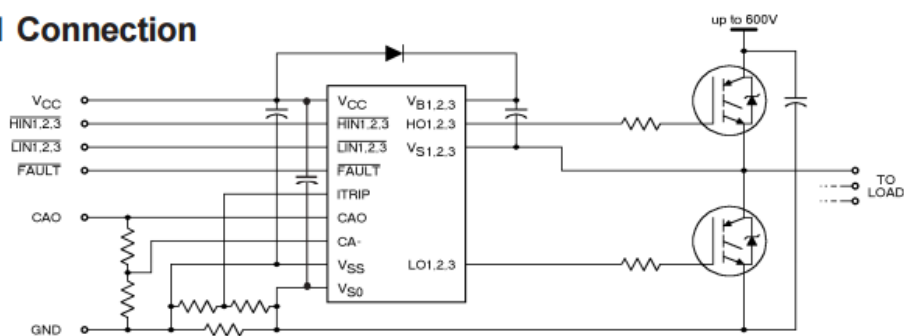 Connection
up to 600V
VCC
HIN1,2,3
LIN1,2,3
FAULT
CAO
GND
VCC
HIN1,2,3
LIN1,2,3
FAULT
ITRIP
CAO
CA-
VSS
VS0
VB1,2,3
HO1,2,3
VS1,2,3
LO1,2,3
TO
LOAD